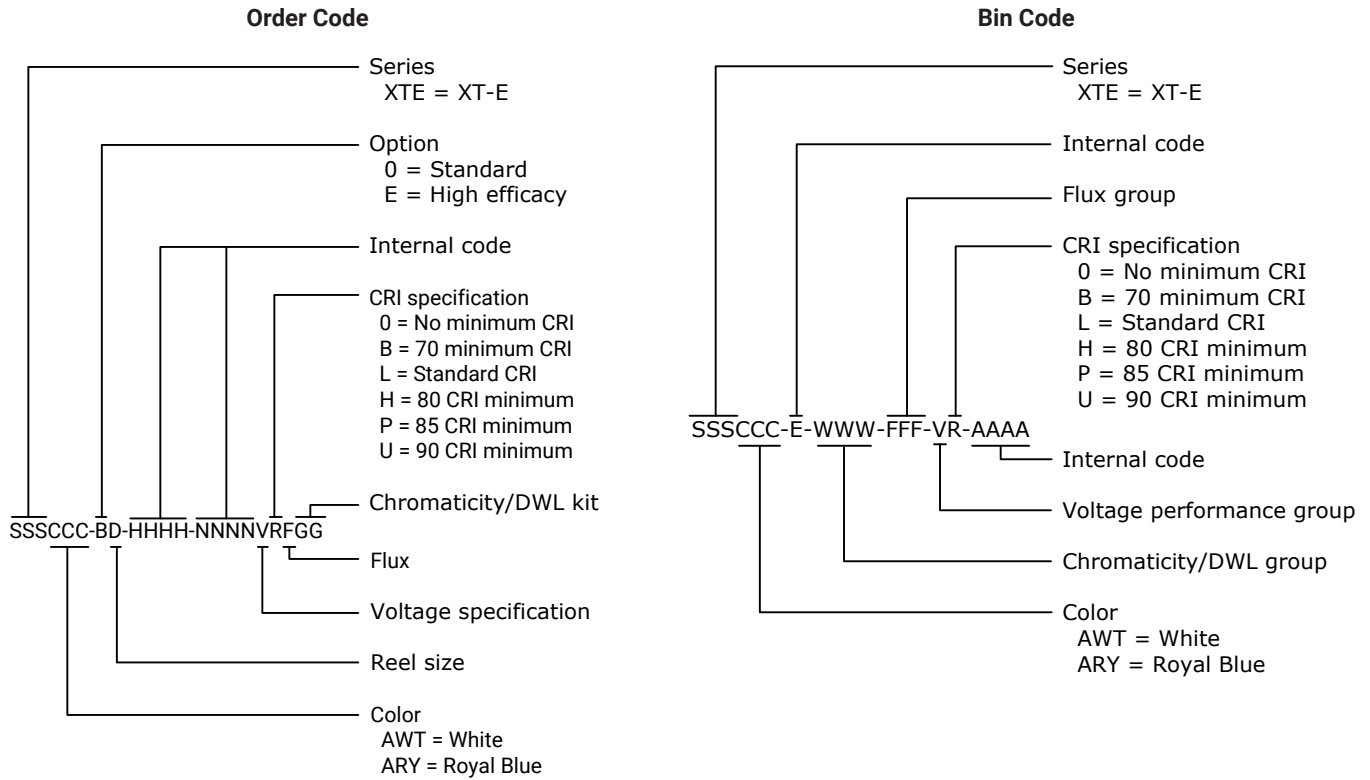 Order Code
Series
XTE = XT-E
Option
0 = Standard
E = High efficacy
Internal code
CRI specification
0 = No minimum CRI
B = 70 minimum CRI
L = Standard CRI
H = 80 CRI minimum
P = 85 CRI minimum
U = 90 CRI minimum
Chromaticity/DWL kit
SSSCCC-BD-HHHH-NNNNVRFGG
Flux
Voltage specification
Reel size
Color
AWT = White
ARY = Royal Blue
Bin Code
Series
XTE = XT-E
Internal code
Flux group
CRI specification
0 = No minimum CRI
B = 70 minimum CRI
L = Standard CRI
H = 80 CRI minimum
P = 85 CRI minimum
U = 90 CRI minimum
SSSCCC-E-WWW-FFF-VR-AAAA
Internal code
Voltage performance group
Chromaticity/DWL group
Color
AWT = White
ARY = Royal Blue